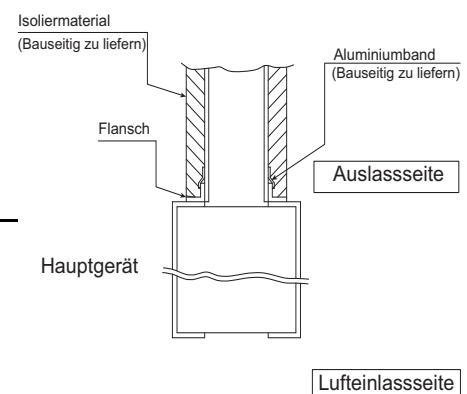 Isoliermaterial
(Bauseitig zu liefern)
Aluminiumband
(Bauseitig zu liefern)
Flansch
Auslassseite
Hauptgerät
Lufteinlassseite